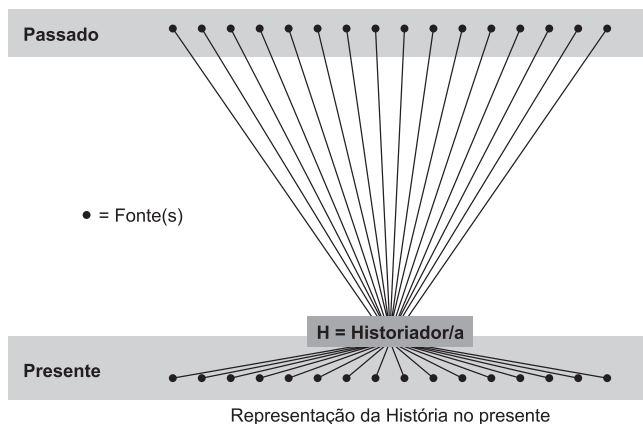 Passado
● = Fonte(s)
H = Historiador/a
Presente
Representação da História no presente